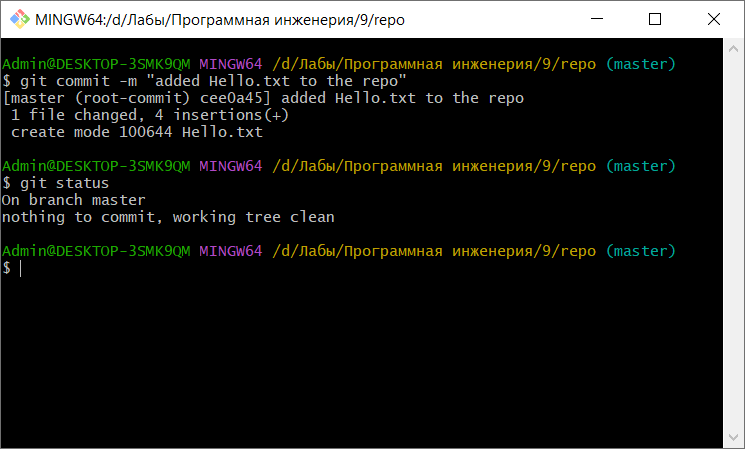 MINGW64:/d/Лабы/Программная инженерия/9/repo
Admin@DESKTOP-3SMK9QM MINGW64 /d/Лабы/Программная инженерия/9/repo (master)
$ git commit -m "added Hello.txt to the repo"
[master (root-commit) cee0a45] added Hello.txt to the repo
 1 file changed, 4 insertions(+)
 create mode 100644 Hello.txt
Admin@DESKTOP-3SMK9QM MINGW64 /d/Лабы/Программная инженерия/9/repo (master)
$ git status
On branch master
nothing to commit, working tree clean
Admin@DESKTOP-3SMK9QM MINGW64 /d/Лабы/Программная инженерия/9/repo (master)
$